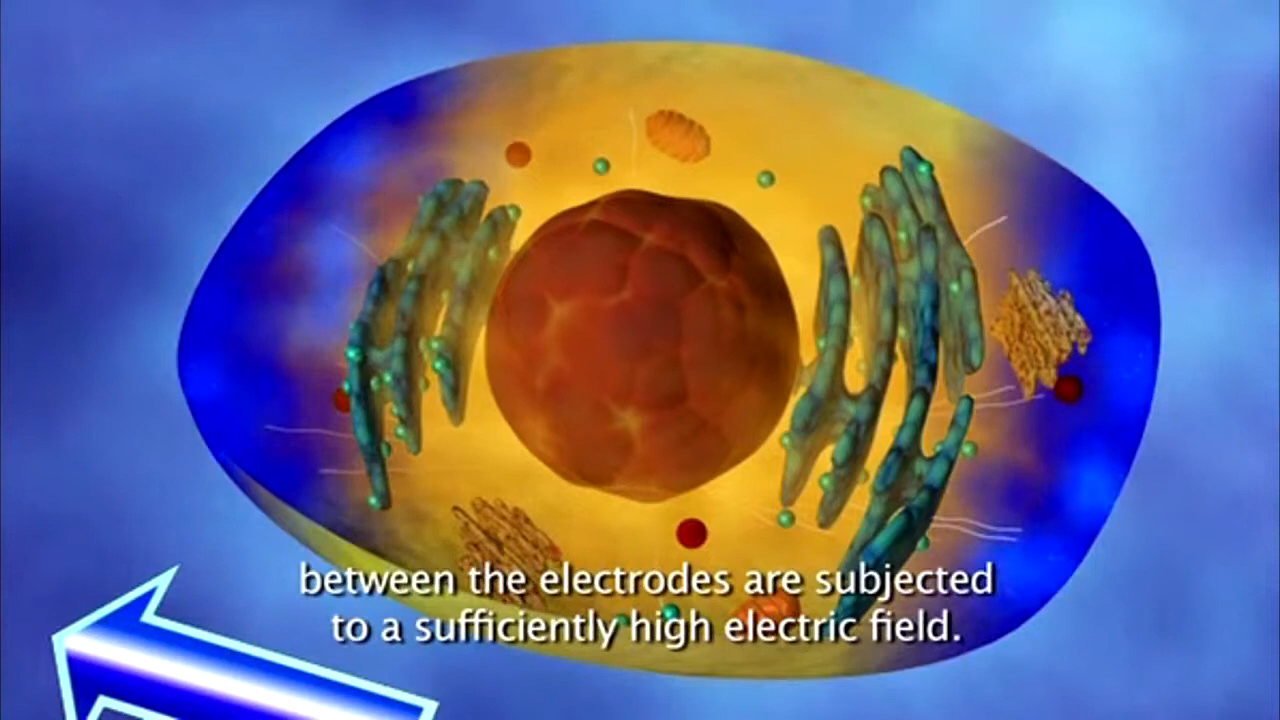 between the electrodes are subjected
to a sufficiently high electric field.